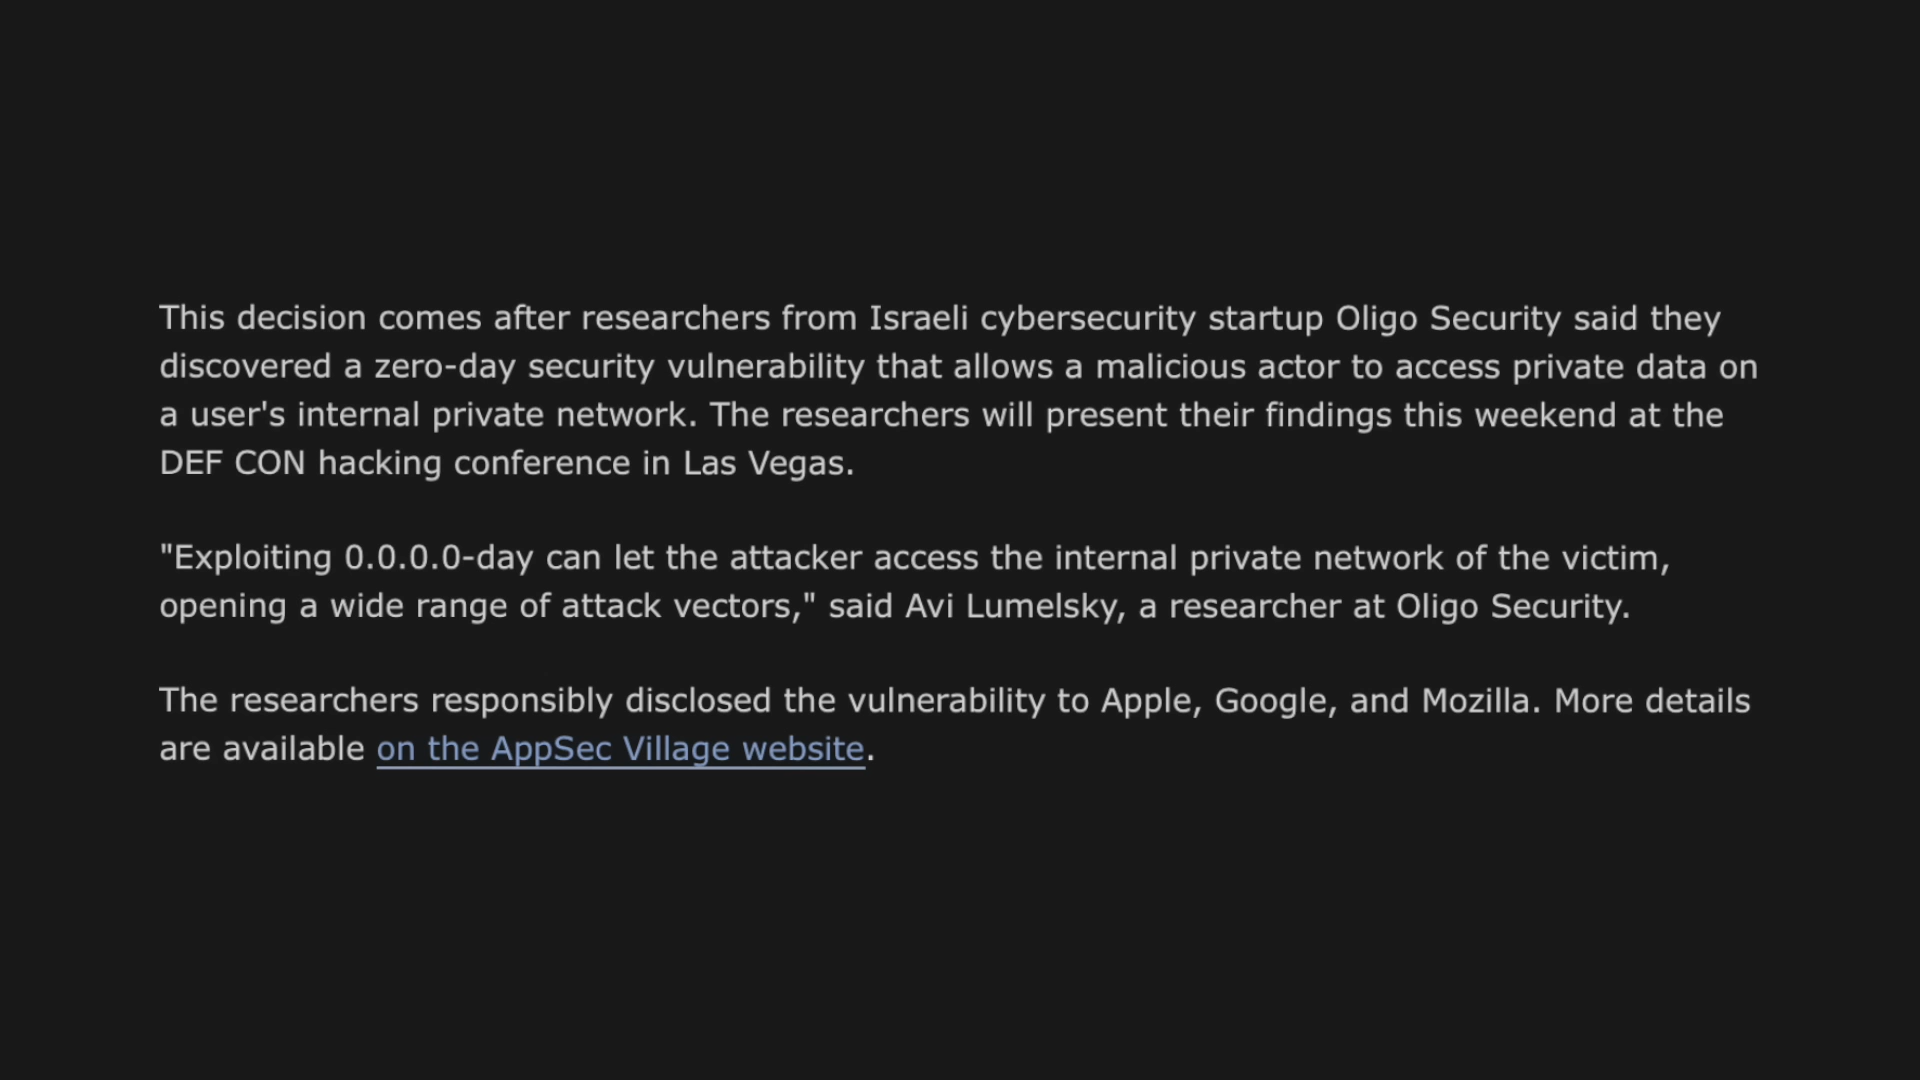 This decision comes after researchers from Israeli cybersecurity startup Oligo Security said they
discovered a zero-day security vulnerability that allows a malicious actor to access private data on
a user's internal private network. The researchers will present their findings this weekend at the
DEF CON hacking conference in Las Vegas.
"Exploiting 0.0.0.0-day can let the attacker access the internal private network of the victim,
opening a wide range of attack vectors," said Avi Lumelsky, a researcher at Oligo Security.
The researchers responsibly disclosed the vulnerability to Apple, Google, and Mozilla. More details
are available on the AppSec Village website.